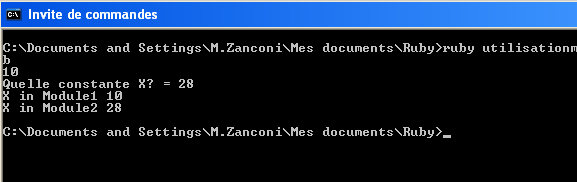 Invite de commandes
C:\Documents and Settings\M.Zanconi\Mes documents\Ruby>ruby utilisationm
b
10
Quelle constante X? = 28
X in Module1 10
X in Module2 28
C:\Documents and Settings\M.Zanconi\Mes documents\Ruby>_